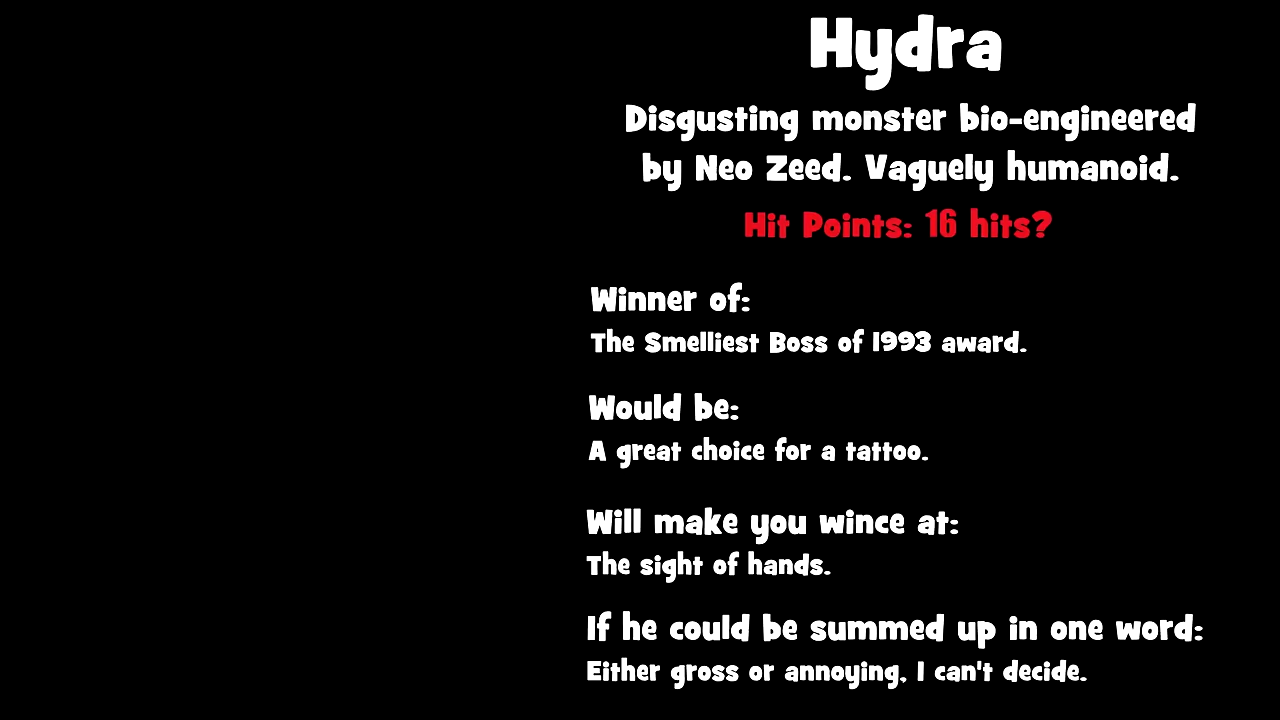 Hydra
Disgusting monster bio-engineered
by Neo Zeed. Vaguely humanoid.
Hit Points: 16 hits?
Winner of:
The Smelliest Boss of 1993 award.
Would be:
A great choice for a tattoo.
Will make you wince at:
The sight of hands.
If he could be summed up in one word:
Either gross or annoying, I can't decide.